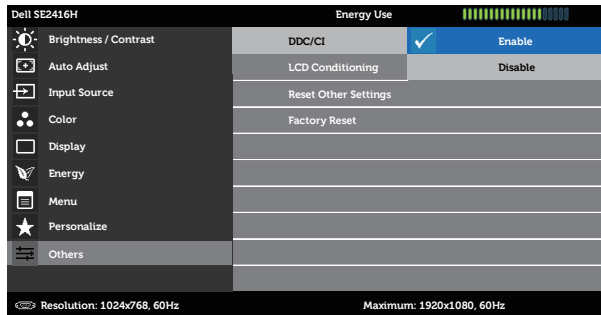 Dell SE2416H Energy Use
Brightness / Contrast DDC/CI Enable
Auto Adjust LCD Conditioning Disable
Input Source Reset Other Settings
Color Factory Reset
Display
Energy
Menu
Personalize
Others
Resolution: 1024x768, 60Hz Maximum: 1920x1080, 60Hz